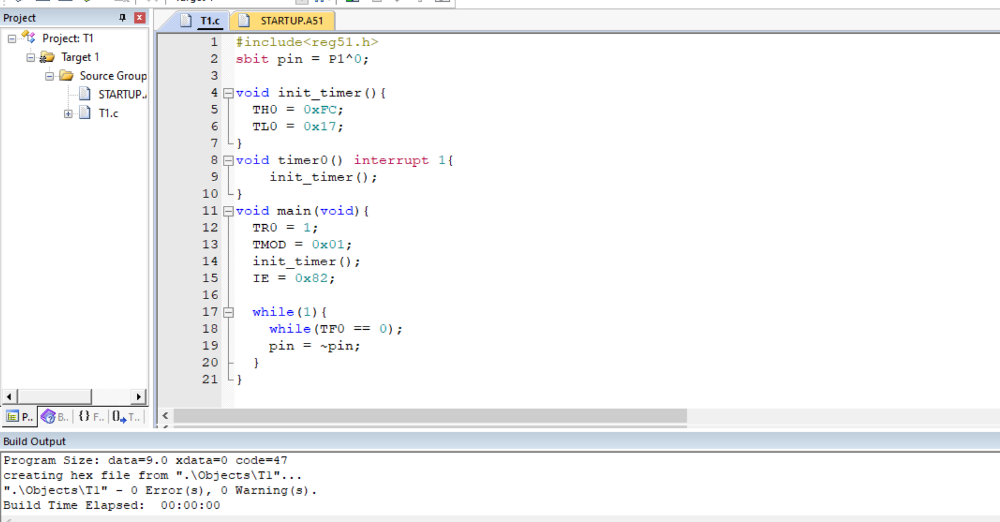 Project
T1.c
STARTUP.A51
Project: T1
Target 1
Source Group
STARTUP.
T1.c
1 #include<reg51.h>
2 sbit pin = P1^0;
3
4 void init_timer(){
5 TH0 = 0xFC;
6 TL0 = 0x17;
7 }
8 void timer0() interrupt 1{
9 init_timer();
10 }
11 void main(void){
12 TR0 = 1;
13 TMOD = 0x01;
14 init_timer();
15 IE = 0x82;
16
17 while(1){
18 while(TF0 == 0);
19 pin = ~pin;
20 }
21 }
P.. B.. {} F.. T..
Build Output
Program Size: data=9.0 xdata=0 code=47
creating hex file from ".\Objects\T1"...
".\Objects\T1" - 0 Error(s), 0 Warning(s).
Build Time Elapsed:  00:00:00